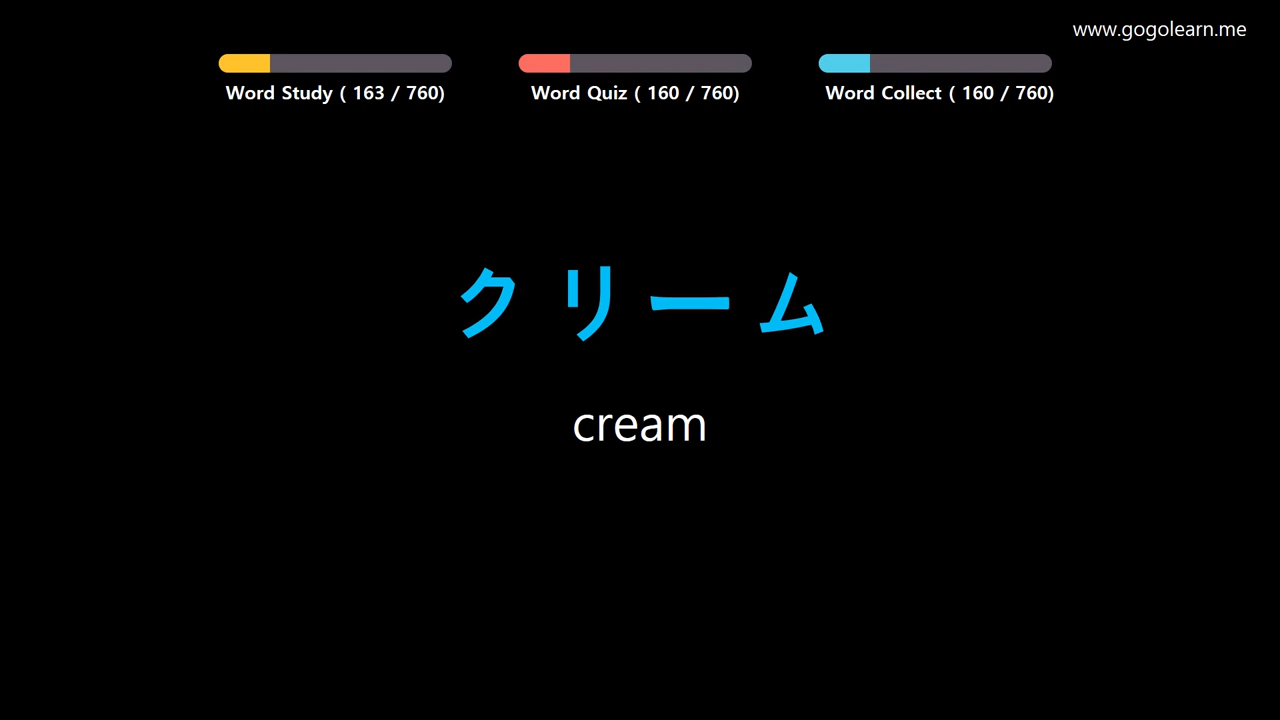 www.gogolearn.me
Word Study ( 163 / 760)
Word Quiz ( 160 / 760)
Word Collect ( 160 / 760)
クリーム
cream